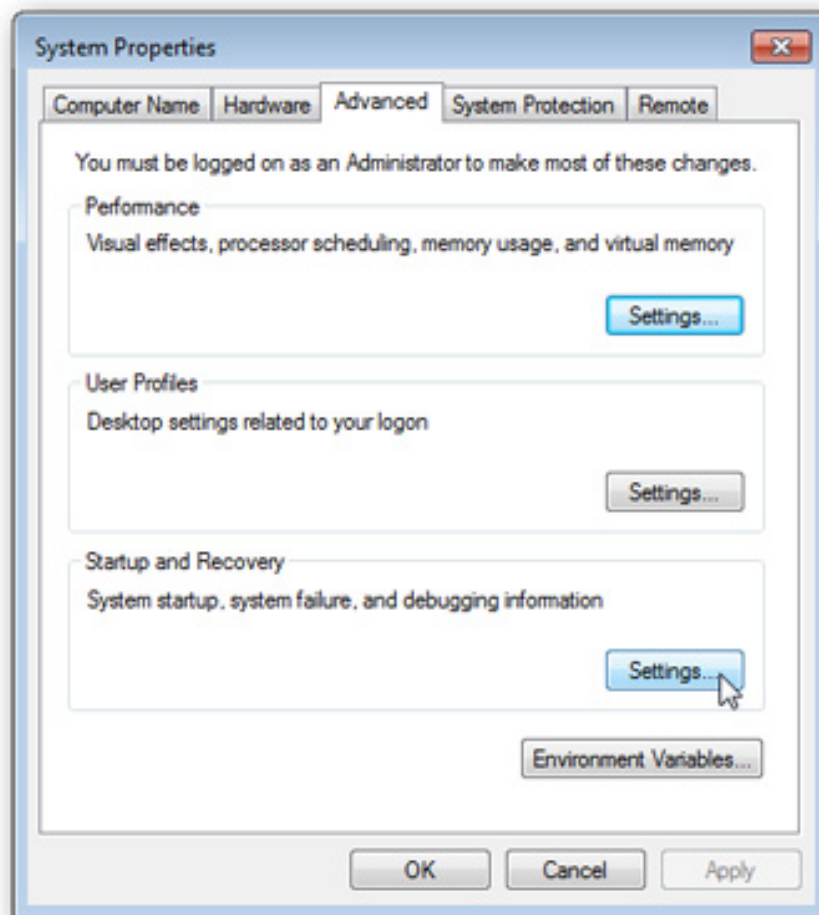 System Properties
Computer Name Hardware Advanced System Protection Remote
You must be logged on as an Administrator to make most of these changes.
Performance
Visual effects, processor scheduling, memory usage, and virtual memory
Settings...
User Profiles
Desktop settings related to your logon
Settings...
Startup and Recovery
System startup, system failure, and debugging information
Settings...
Environment Variables...
OK Cancel Apply